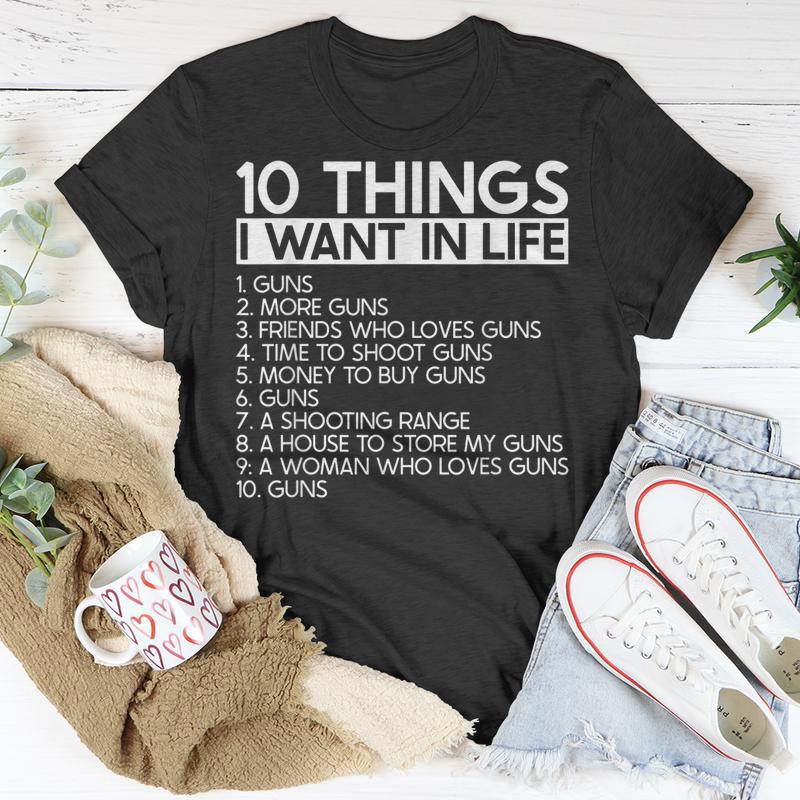 10 THINGS
I WANT IN LIFE
1. GUNS
2. MORE GUNS
3. FRIENDS WHO LOVES GUNS
4. TIME TO SHOOT GUNS
5. MONEY TO BUY GUNS
6. GUNS
7. A SHOOTING RANGE
8. A HOUSE TO STORE MY GUNS
9: A WOMAN WHO LOVES GUNS
10. GUNS